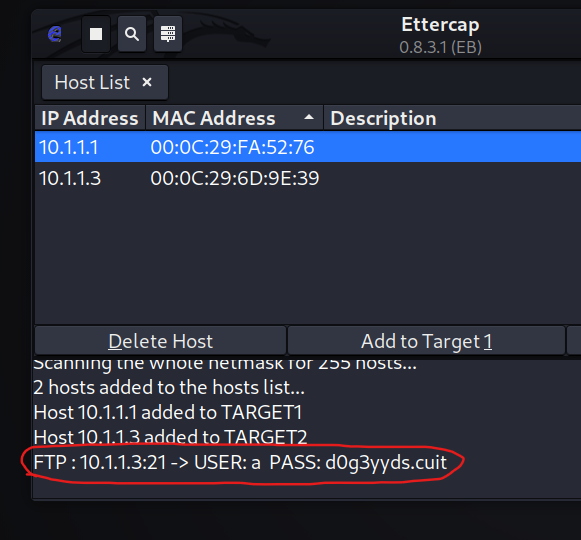 Ettercap
0.8.3.1 (EB)
Host List ×
IP Address MAC Address Description
10.1.1.1 00:0C:29:FA:52:76
10.1.1.3 00:0C:29:6D:9E:39
Delete Host Add to Target 1
Scanning the whole netmask for 255 hosts...
2 hosts added to the hosts list...
Host 10.1.1.1 added to TARGET1
Host 10.1.1.3 added to TARGET2
FTP : 10.1.1.3:21 -> USER: a PASS: d0g3yyds.cuit